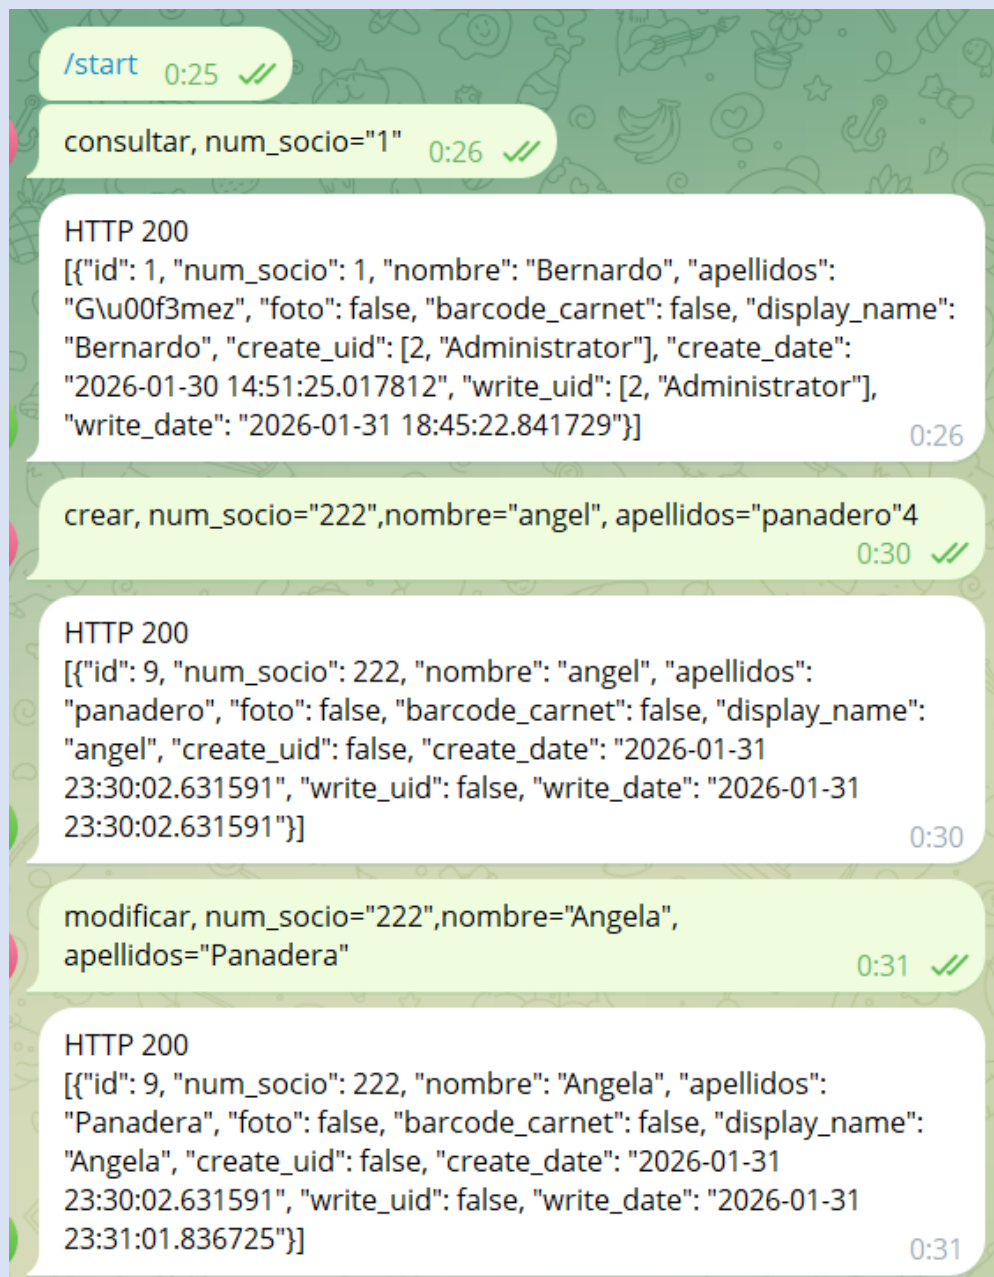 /start 0:25
consultar, num_socio="1" 0:26
HTTP 200
[{"id": 1, "num_socio": 1, "nombre": "Bernardo", "apellidos":
"G\u00f3mez", "foto": false, "barcode_carnet": false, "display_name":
"Bernardo", "create_uid": [2, "Administrator"], "create_date":
"2026-01-30 14:51:25.017812", "write_uid": [2, "Administrator"],
"write_date": "2026-01-31 18:45:22.841729"}]
0:26
crear, num_socio="222",nombre="angel", apellidos="panadero"4
0:30
HTTP 200
[{"id": 9, "num_socio": 222, "nombre": "angel", "apellidos":
"panadero", "foto": false, "barcode_carnet": false, "display_name":
"angel", "create_uid": false, "create_date": "2026-01-31
23:30:02.631591", "write_uid": false, "write_date": "2026-01-31
23:30:02.631591"}]
0:30
modificar, num_socio="222",nombre="Angela",
apellidos="Panadera"
0:31
HTTP 200
[{"id": 9, "num_socio": 222, "nombre": "Angela", "apellidos":
"Panadera", "foto": false, "barcode_carnet": false, "display_name":
"Angela", "create_uid": false, "create_date": "2026-01-31
23:30:02.631591", "write_uid": false, "write_date": "2026-01-31
23:31:01.836725"}]
0:31